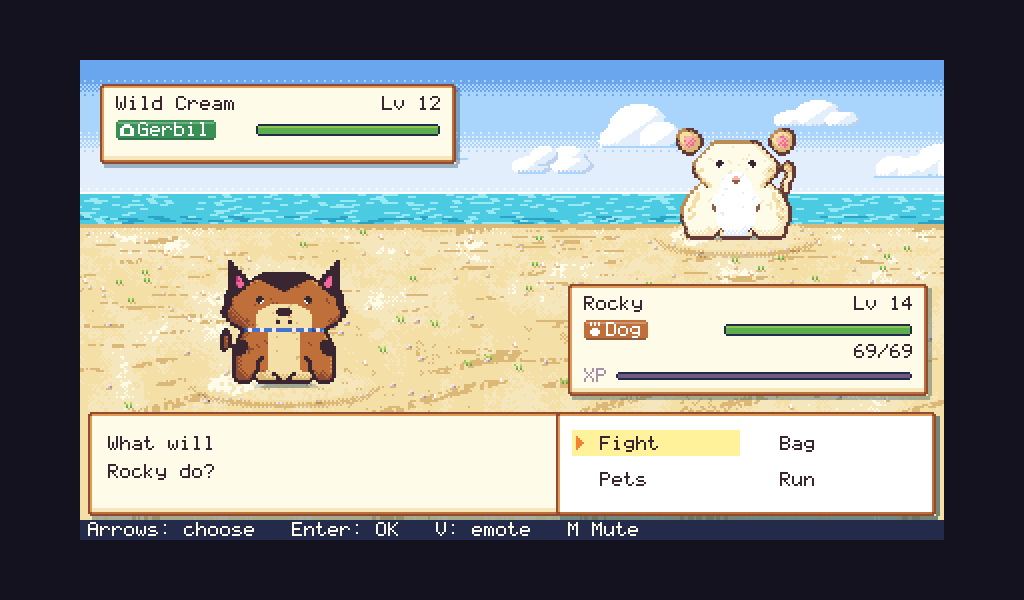 Wild Cream Lv 12
Gerbil
Rocky Lv 14
Dog
69/69
XP
What will
Rocky do?
Fight Bag
Pets Run
Arrows: choose Enter: OK V: emote M Mute